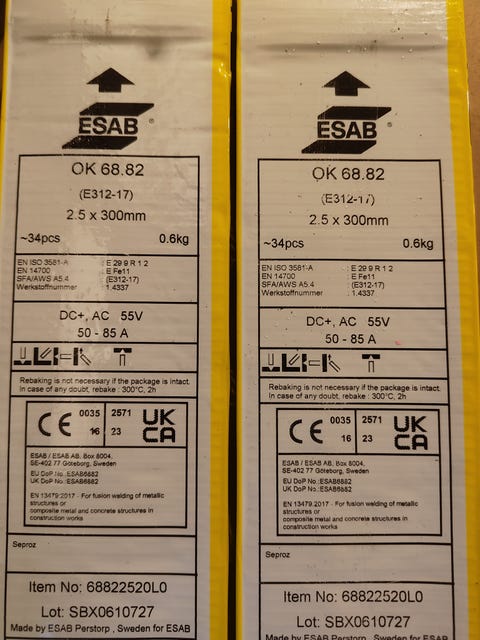 ESAB ®
OK 68.82
(E312-17)
2.5 x 300mm
~34pcs 0.6kg
EN ISO 3581-A : E 29 9 R 1 2
EN 14700 : E Fe11
SFA/AWS A5.4 : (E312-17)
Werkstoffnummer : 1.4337
DC+, AC 55V
50 - 85 A
Rebaking is not necessary if the package is intact.
In case of any doubt, rebake : 300°C, 2h
CE 0035 2571 UK
16 23 CA
ESAB / ESAB AB, Box 8004,
SE-402 77 Göteborg, Sweden
EU DoP No.:ESAB6882
UK DoP No.:ESAB6882
EN 13479:2017 - For fusion welding of metallic
structures or
composite metal and concrete structures in
construction works
Seproz
Item No: 68822520L0
Lot: SBX0610727
Made by ESAB Perstorp , Sweden for ESAB
ESAB ®
OK 68.82
(E312-17)
2.5 x 300mm
~34pcs 0.6kg
EN ISO 3581-A : E 29 9 R 1 2
EN 14700 : E Fe11
SFA/AWS A5.4 : (E312-17)
Werkstoffnummer : 1.4337
DC+, AC 55V
50 - 85 A
Rebaking is not necessary if the package is intact.
In case of any doubt, rebake : 300°C, 2h
CE 0035 2571 UK
16 23 CA
ESAB / ESAB AB, Box 8004,
SE-402 77 Göteborg, Sweden
EU DoP No.:ESAB6882
UK DoP No.:ESAB6882
EN 13479:2017 - For fusion welding of metallic
structures or
composite metal and concrete structures in
construction works
Seproz
Item No: 68822520L0
Lot: SBX0610727
Made by ESAB Perstorp , Sweden for ESAB